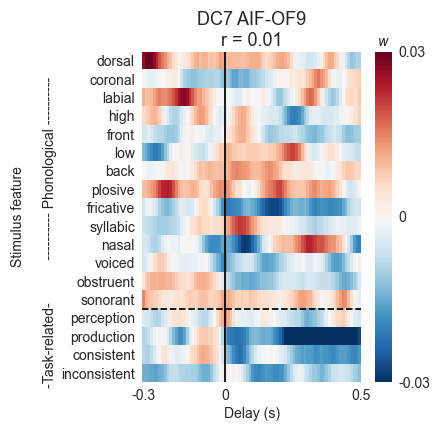 DC7 AIF-OF9
r = 0.01
w
Stimulus feature
-Task-related- ---------- Phonological ----------
dorsal
coronal
labial
high
front
low
back
plosive
fricative
syllabic
nasal
voiced
obstruent
sonorant
perception
production
consistent
inconsistent
0.03
0
-0.03
-0.3 0 0.5
Delay (s)